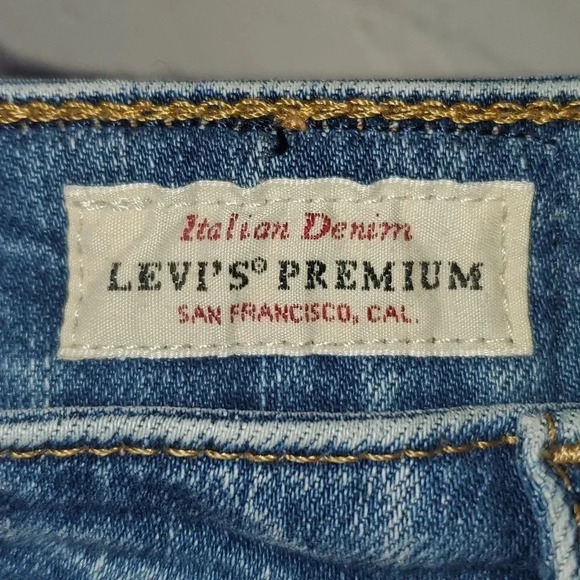 Italian Denim
LEVI'S® PREMIUM
SAN FRANCISCO, CAL.